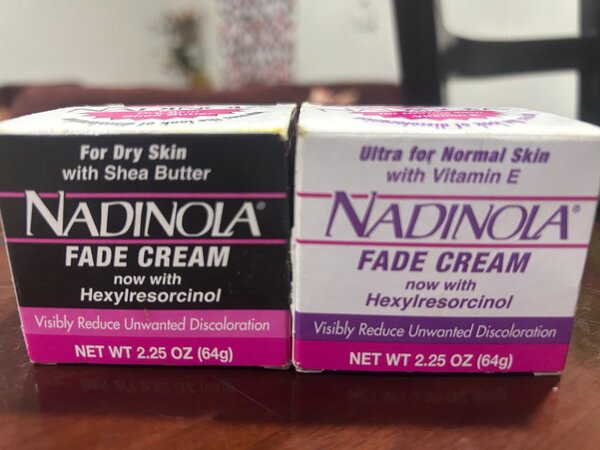 For Dry Skin
with Shea Butter
NADINOLA®
FADE CREAM
now with
Hexylresorcinol
Visibly Reduce Unwanted Discoloration
NET WT 2.25 OZ (64g)
Ultra for Normal Skin
with Vitamin E
NADINOLA®
FADE CREAM
now with
Hexylresorcinol
Visibly Reduce Unwanted Discoloration
NET WT 2.25 OZ (64g)